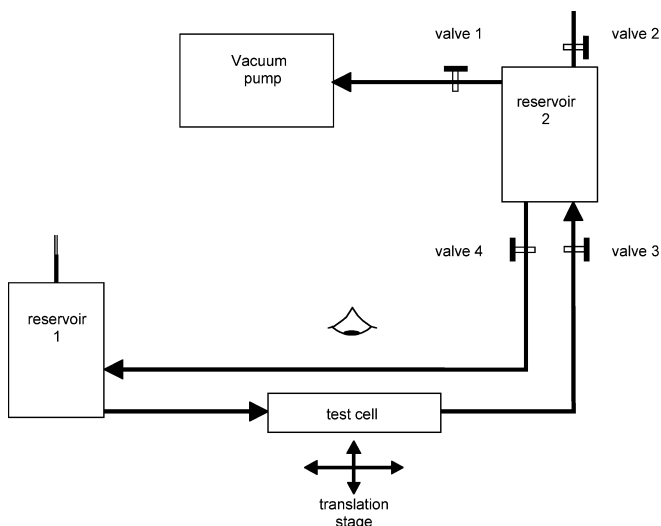 valve 1
valve 2
Vacuum
pump
reservoir
2
valve 4
valve 3
reservoir
1
test cell
translation
stage